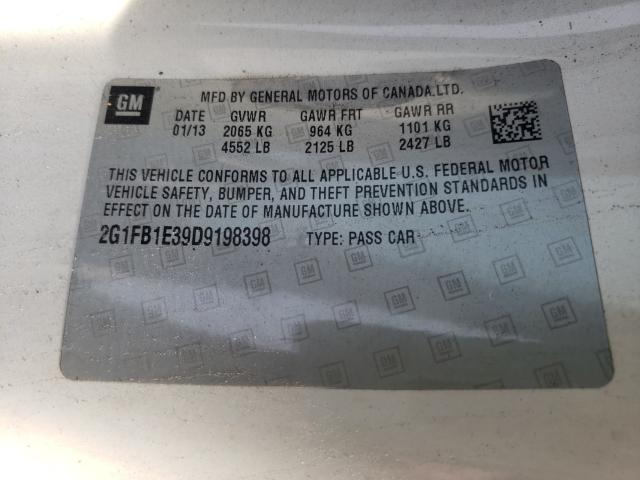 GM
MFD BY GENERAL MOTORS OF CANADA.LTD.
DATE GVWR GAWR FRT GAWR RR
01/13 2065 KG 964 KG 1101 KG
4552 LB 2125 LB 2427 LB
THIS VEHICLE CONFORMS TO ALL APPLICABLE U.S. FEDERAL MOTOR
VEHICLE SAFETY, BUMPER, AND THEFT PREVENTION STANDARDS IN
EFFECT ON THE DATE OF MANUFACTURE SHOWN ABOVE.
2G1FB1E39D9198398 TYPE: PASS CAR